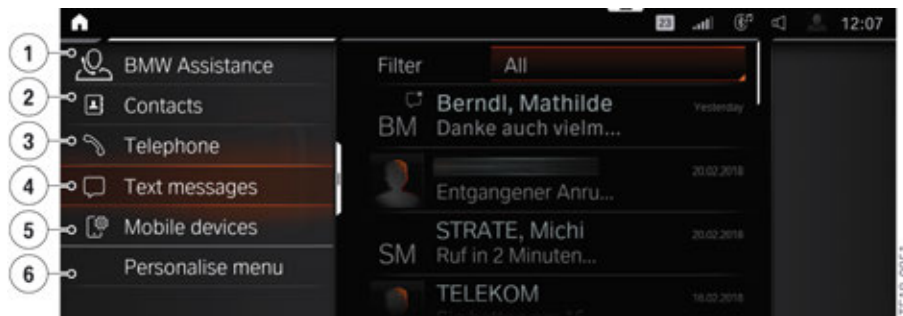 23
12:07
1
BMW Assistance
2
Contacts
3
Telephone
4
Text messages
5
Mobile devices
6
Personalise menu
Filter
All
Berndl, Mathilde
Yesterday
BM
Danke auch vielm...
20.02.2018
Entgangener Anru...
STRATE, Michi
20.02.2018
SM
Ruf in 2 Minuten...
TELEKOM
18.02.2018